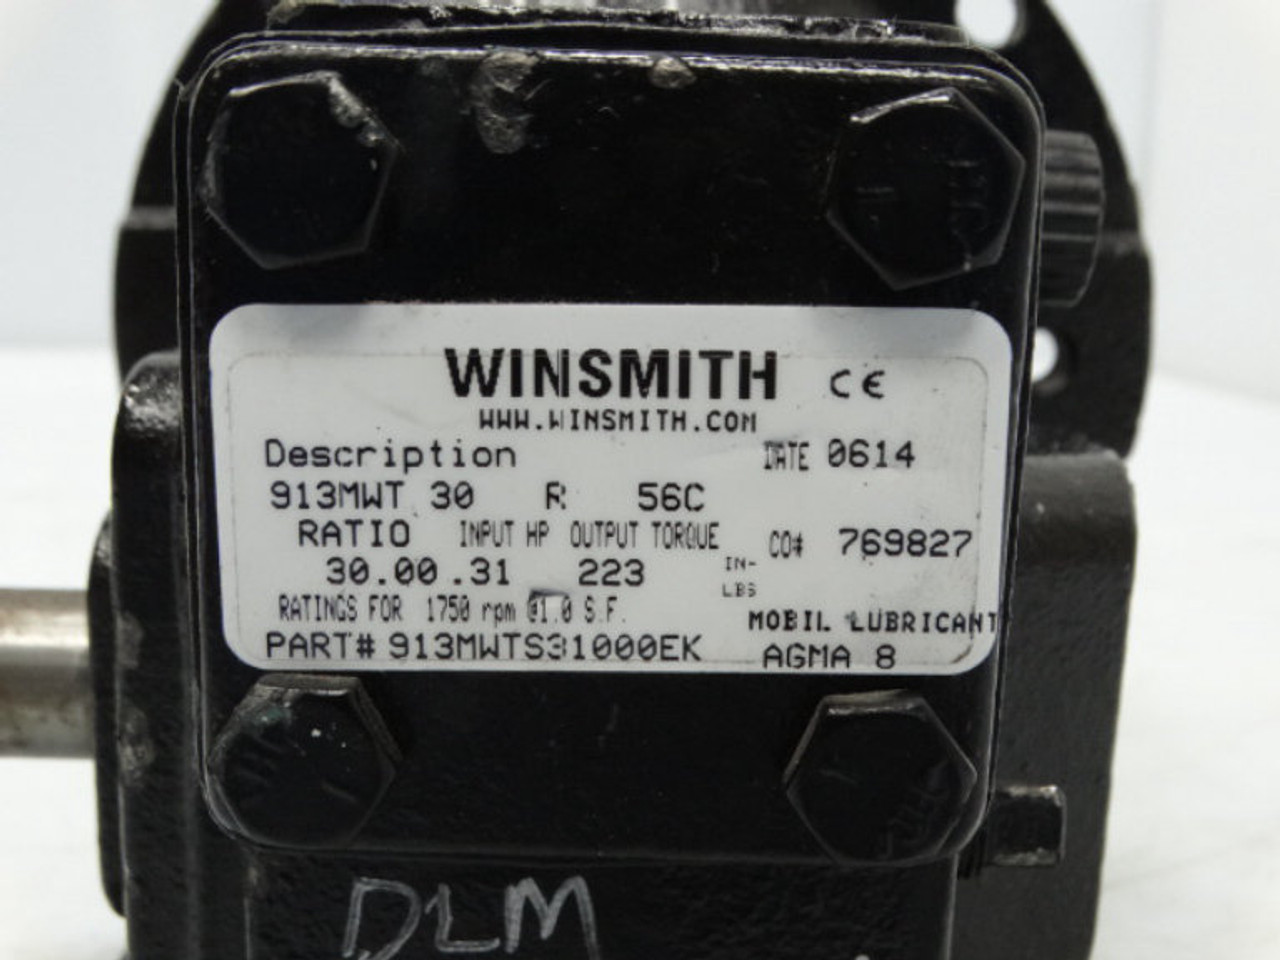 WINSMITH CE
WWW.WINSMITH.COM
Description DATE 0614
913MWT 30 R 56C
RATIO INPUT HP OUTPUT TORQUE CO# 769827
30.00 .31 223 IN-LBS
RATINGS FOR 1750 rpm @1.0 S.F. MOBIL LUBRICANT
PART# 913MWTS31000EK AGMA 8
DLM